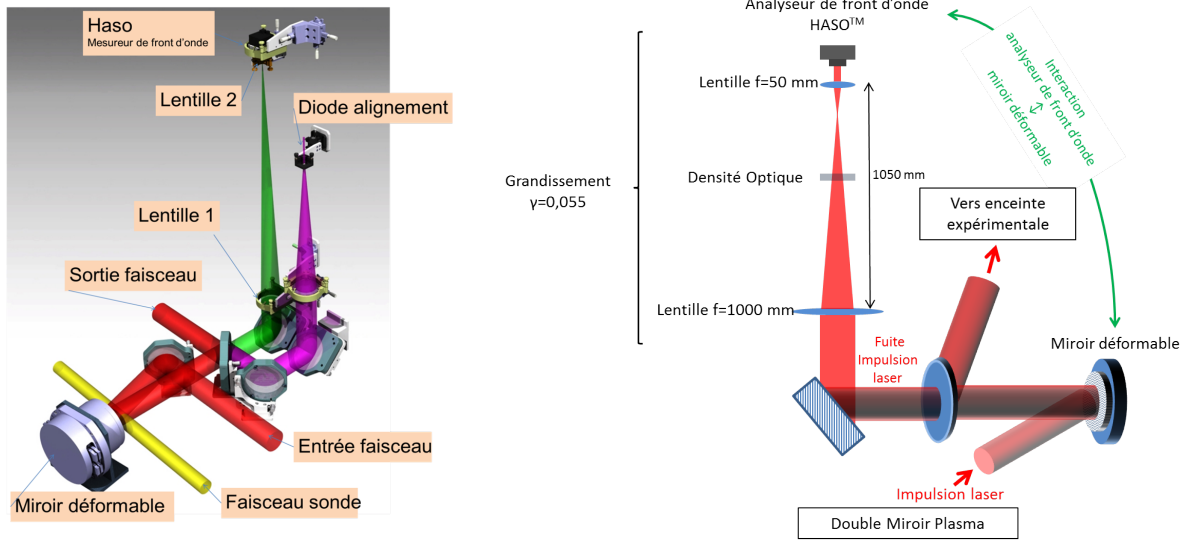 Haso
Mesureur de front d'onde
Lentille 2
Diode alignement
Lentille 1
Sortie faisceau
Entrée faisceau
Miroir déformable
Faisceau sonde
Analyseur de front d'onde
HASO™
Lentille f=50 mm
Densité Optique
1050 mm
Grandissement
γ=0,055
Lentille f=1000 mm
Interaction
analyseur de front d'onde
↔
miroir déformable
Vers enceinte
expérimentale
Fuite
Impulsion
laser
Miroir déformable
Impulsion laser
Double Miroir Plasma